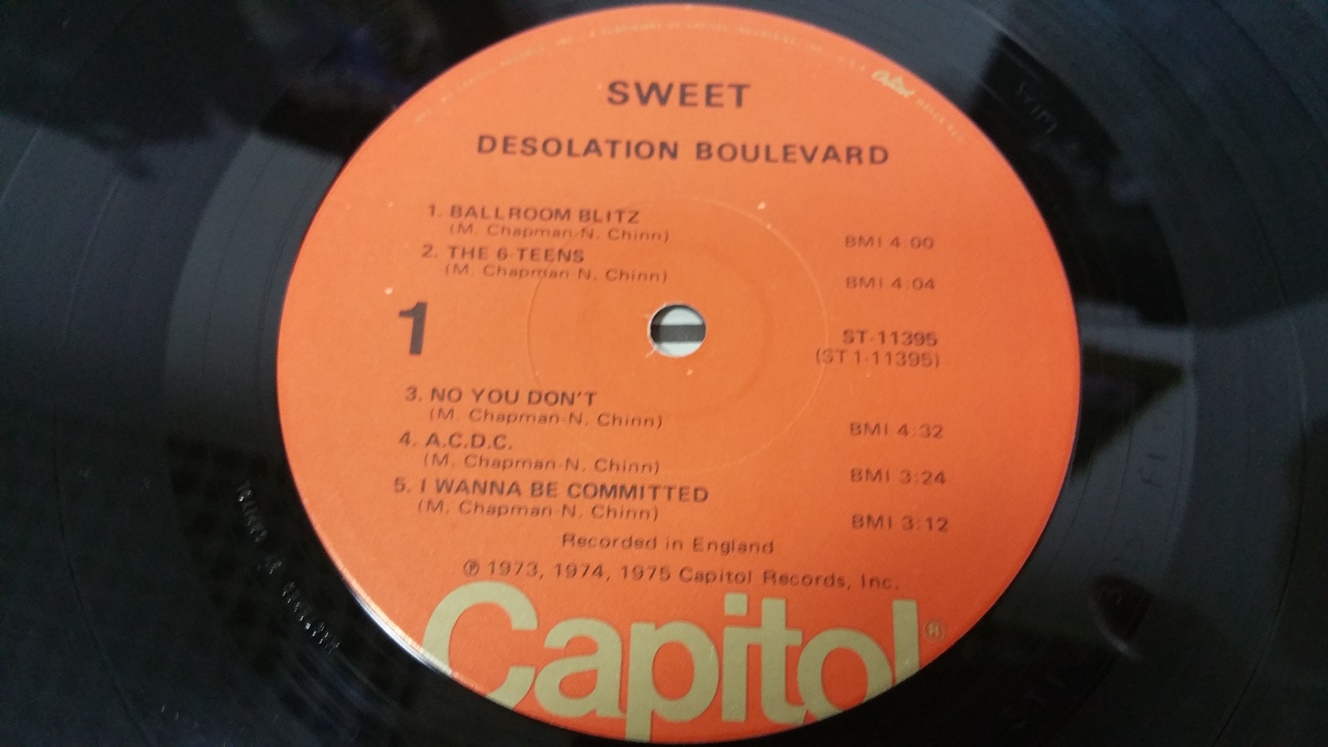 SWEET
DESOLATION BOULEVARD
1. BALLROOM BLITZ
(M. Chapman-N. Chinn)
BMI 4:00
2. THE 6-TEENS
(M. Chapman-N. Chinn)
BMI 4:04
1
ST-11395
(ST 1-11395)
3. NO YOU DON'T
(M. Chapman-N. Chinn)
BMI 4:32
4. A.C.D.C.
(M. Chapman-N. Chinn)
BMI 3:24
5. I WANNA BE COMMITTED
(M. Chapman-N. Chinn)
BMI 3:12
Recorded in England
℗ 1973, 1974, 1975 Capitol Records, Inc.
Capitol®
Capitol